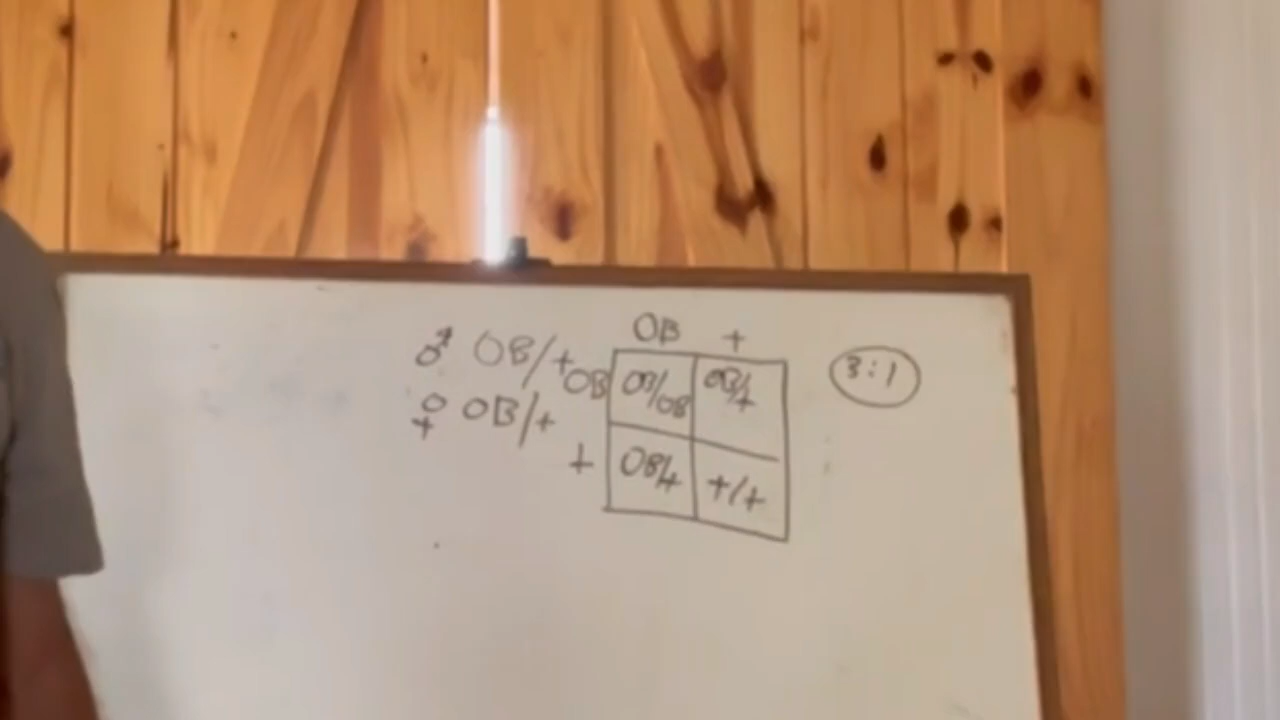 OB +
♂ OB/+
♀ OB/+
OB OB/OB OB/+
+ OB/+ +/+
3:1